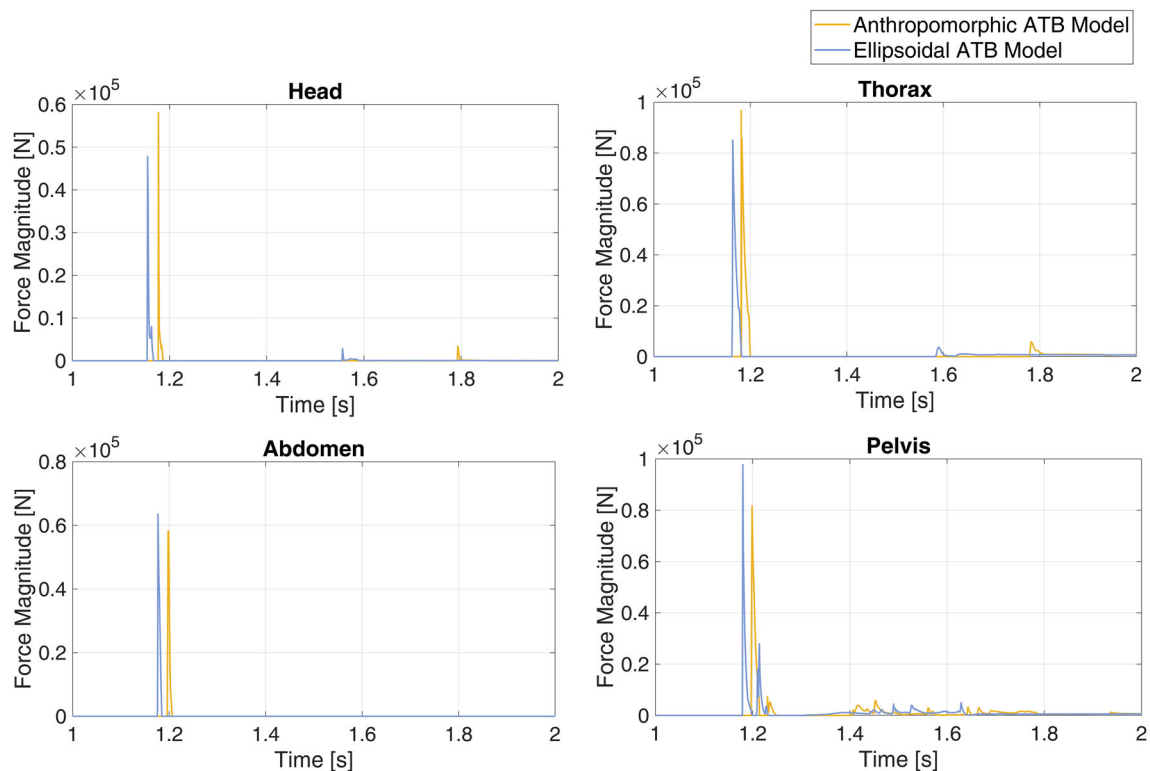 Anthropomorphic ATB Model
Ellipsoidal ATB Model
Head
×10^5
Force Magnitude [N]
0.6
0.5
0.4
0.3
0.2
0.1
0
1 1.2 1.4 1.6 1.8 2
Time [s]
Thorax
×10^5
Force Magnitude [N]
1
0.8
0.6
0.4
0.2
0
1 1.2 1.4 1.6 1.8 2
Time [s]
Abdomen
×10^5
Force Magnitude [N]
0.8
0.6
0.4
0.2
0
1 1.2 1.4 1.6 1.8 2
Time [s]
Pelvis
×10^5
Force Magnitude [N]
1
0.8
0.6
0.4
0.2
0
1 1.2 1.4 1.6 1.8 2
Time [s]